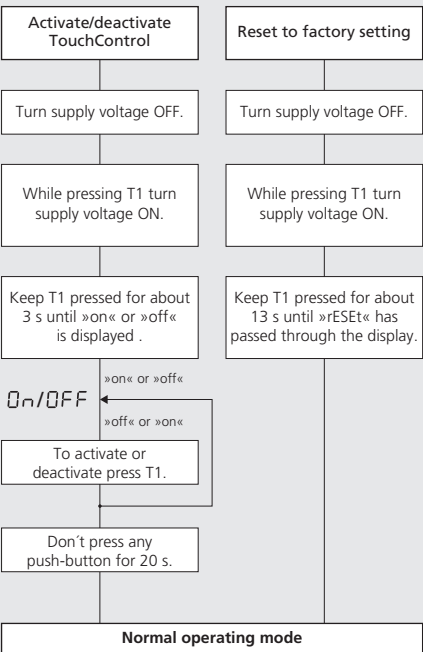 Activate/deactivate
TouchControl
Turn supply voltage OFF.
While pressing T1 turn
supply voltage ON.
Keep T1 pressed for about
3 s until »on« or »off«
is displayed .
»on« or »off«
On/OFF
»off« or »on«
To activate or
deactivate press T1.
Don´t press any
push-button for 20 s.
Reset to factory setting
Turn supply voltage OFF.
While pressing T1 turn
supply voltage ON.
Keep T1 pressed for about
13 s until »rESEt« has
passed through the display.
Normal operating mode